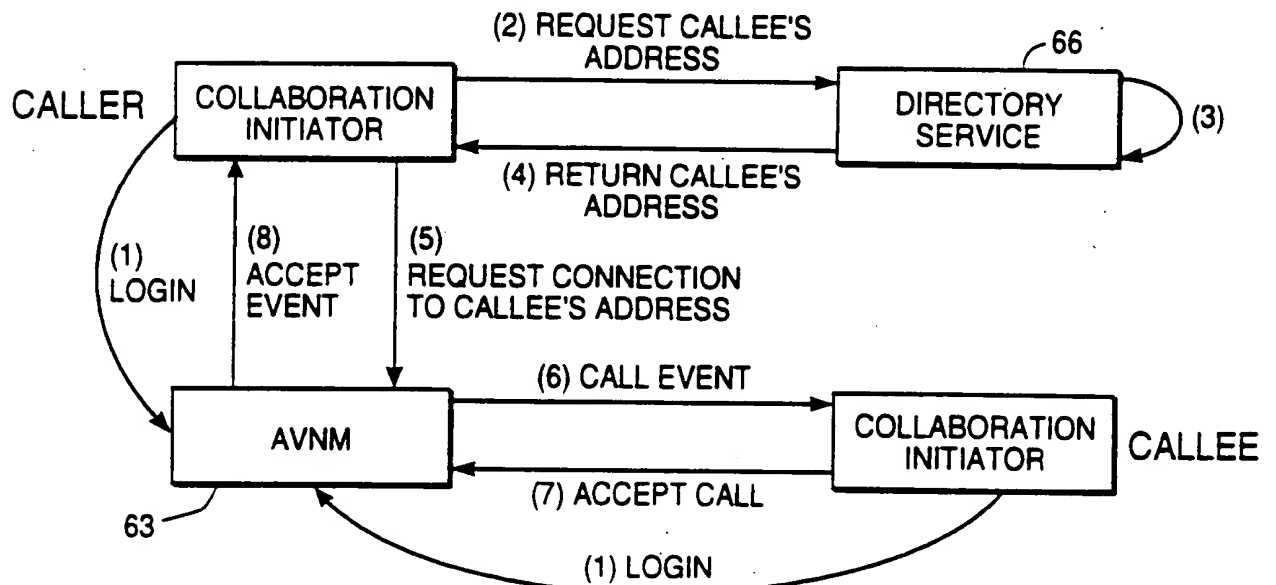 (2) REQUEST CALLEE'S
ADDRESS
66
CALLER
COLLABORATION
INITIATOR
DIRECTORY
SERVICE
(3)
(4) RETURN CALLEE'S
ADDRESS
(1)
LOGIN
(8)
ACCEPT
EVENT
(5)
REQUEST CONNECTION
TO CALLEE'S ADDRESS
(6) CALL EVENT
AVNM
COLLABORATION
INITIATOR
CALLEE
(7) ACCEPT CALL
63
(1) LOGIN